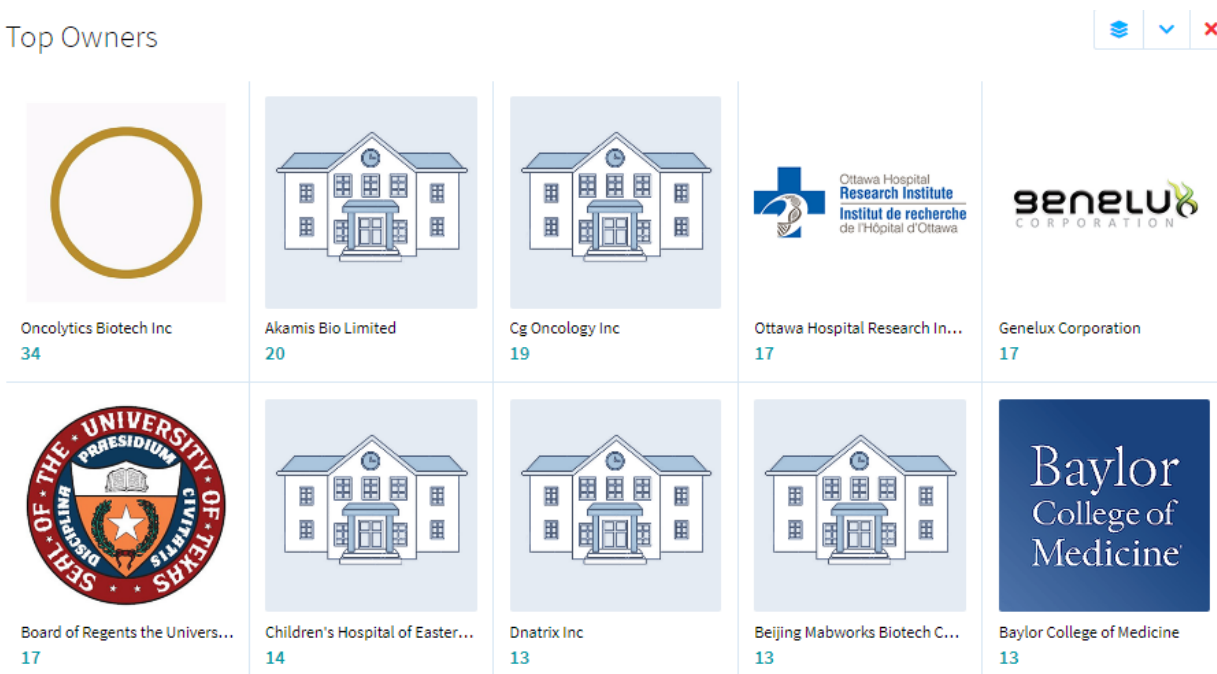 Top Owners
Ottawa Hospital
Research Institute
Institut de recherche
de l'Hôpital d'Ottawa
genelux
CORPORATION
Oncolytics Biotech Inc
34
Akamis Bio Limited
20
Cg Oncology Inc
19
Ottawa Hospital Research In...
17
Genelux Corporation
17
SEAL OF THE UNIVERSITY OF TEXAS
PRAESIDIUM
CIVITATIS
DISCIPLINA
Baylor
College of
Medicine
Board of Regents the Univers...
17
Children's Hospital of Easter...
14
Dnatrix Inc
13
Beijing Mabworks Biotech C...
13
Baylor College of Medicine
13